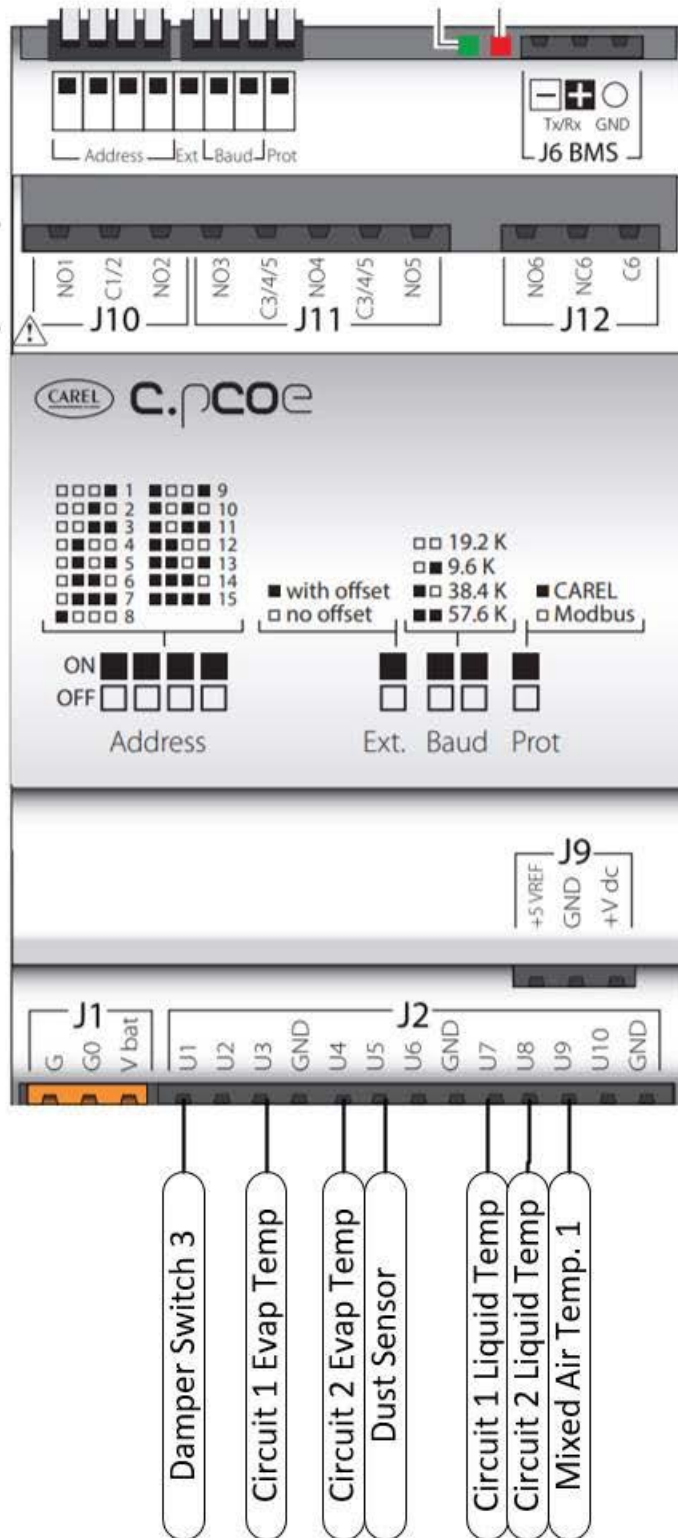 Address Ext Baud Prot
Tx/Rx GND
J6 BMS
NO1 C1/2 NO2 NO3 C3/4/5 NO4 C3/4/5 NO5 NO6 NC6 C6
J10 J11 J12
CAREL c.pCOe
1 9
2 10
3 11
4 12
5 13
6 14
7 15
8
19.2 K
9.6 K
38.4 K
57.6 K
with offset
no offset
CAREL
Modbus
ON
OFF
Address Ext. Baud Prot
J9
+5 VREF GND +V dc
J1 J2
G G0 V bat U1 U2 U3 GND U4 U5 U6 GND U7 U8 U9 U10 GND
Damper Switch 3
Circuit 1 Evap Temp
Circuit 2 Evap Temp
Dust Sensor
Circuit 1 Liquid Temp
Circuit 2 Liquid Temp
Mixed Air Temp. 1